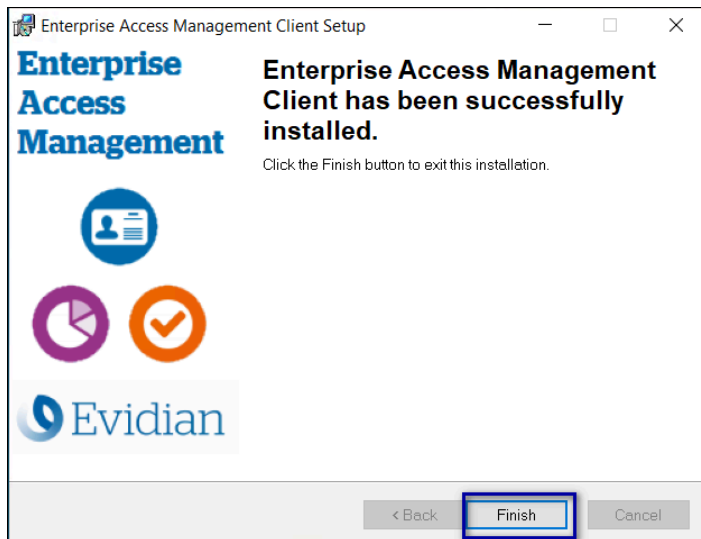 Enterprise Access Management Client Setup
Enterprise
Access
Management
Enterprise Access Management
Client has been successfully
installed.
Click the Finish button to exit this installation.
Evidian
< Back
Finish
Cancel